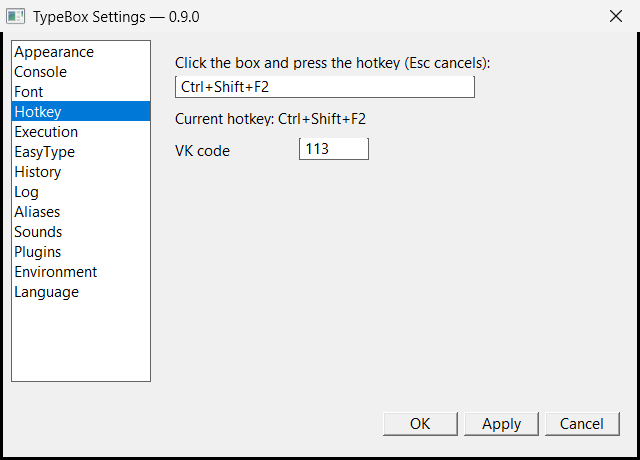 TypeBox Settings — 0.9.0
Appearance
Console
Font
Hotkey
Execution
EasyType
History
Log
Aliases
Sounds
Plugins
Environment
Language
Click the box and press the hotkey (Esc cancels):
Ctrl+Shift+F2
Current hotkey: Ctrl+Shift+F2
VK code 113
OK Apply Cancel